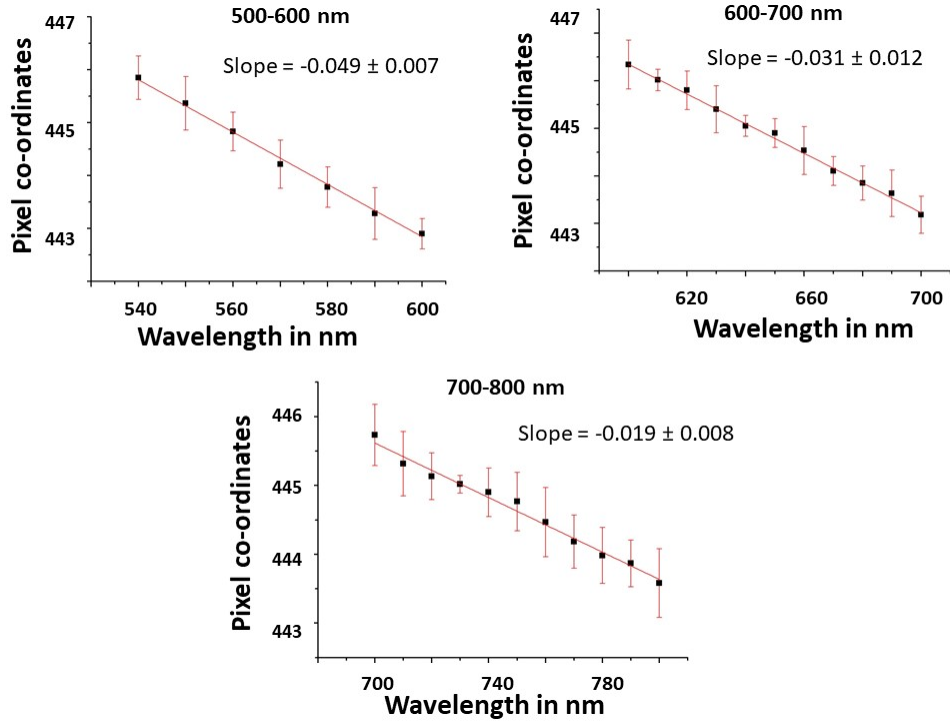 500-600 nm
Slope = -0.049 ± 0.007
Pixel co-ordinates
447
445
443
540 560 580 600
Wavelength in nm
600-700 nm
Slope = -0.031 ± 0.012
Pixel co-ordinates
447
445
443
620 660 700
Wavelength in nm
700-800 nm
Slope = -0.019 ± 0.008
Pixel co-ordinates
446
445
444
443
700 740 780
Wavelength in nm